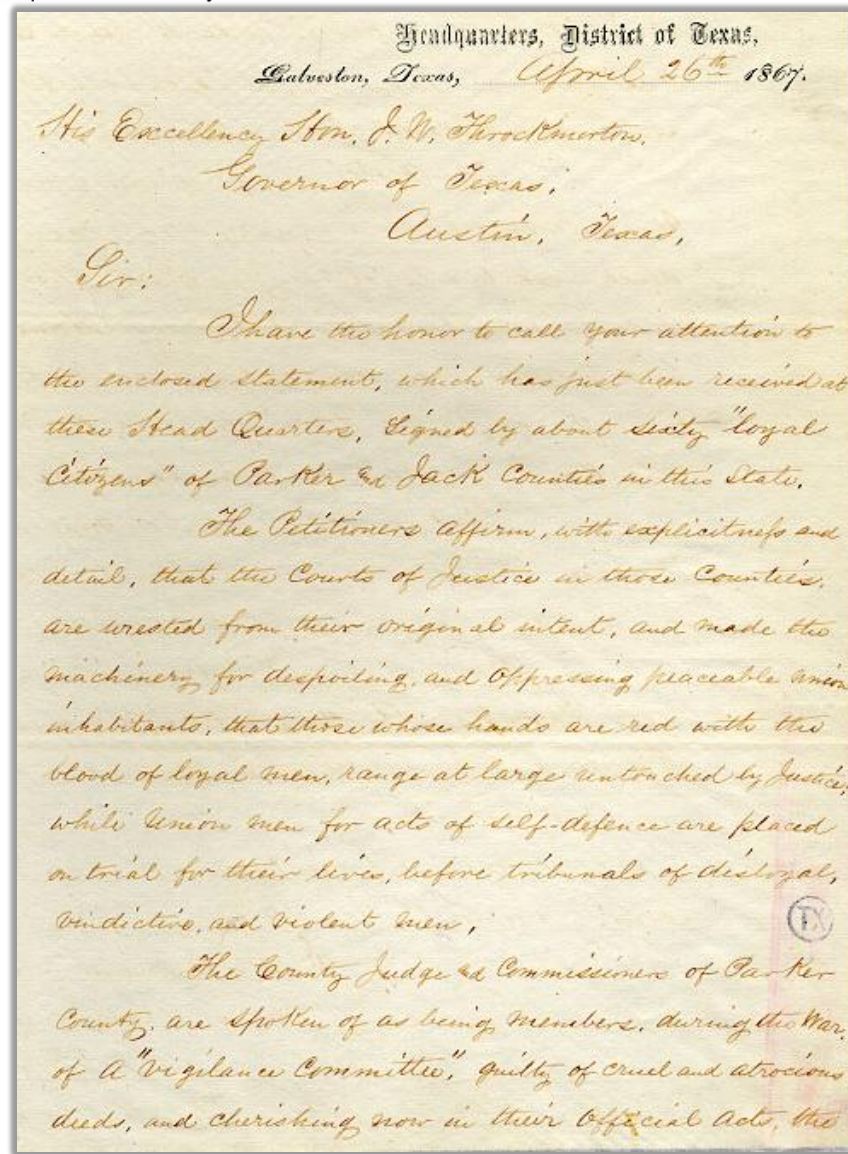 Headquarters, District of Texas,
Galveston, Texas, April 26th 1867.
His Excellency Hon. J. W. Throckmorton,
Governor of Texas,
Austin, Texas,
Sir:
I have the honor to call your attention to
the enclosed statement, which has just been received at
these Head Quarters, Signed by about sixty "loyal
Citizens" of Parker and Jack Counties in this State.
The Petitioners affirm, with explicitness and
detail, that the Courts of Justice in those Counties,
are wrested from their original intent, and made the
machinery for despoiling, and oppressing peaceable union
inhabitants, that those whose hands are red with the
blood of loyal men, range at large untouched by Justice,
while Union men for acts of self-defence are placed
on trial for their lives, before tribunals of disloyal,
vindictive, and violent men,
TX
The County Judge and Commissioners of Parker
County, are spoken of as being members, during the War,
of a "Vigilance Committee", guilty of cruel and atrocious
deeds, and cherishing now in their official acts, the